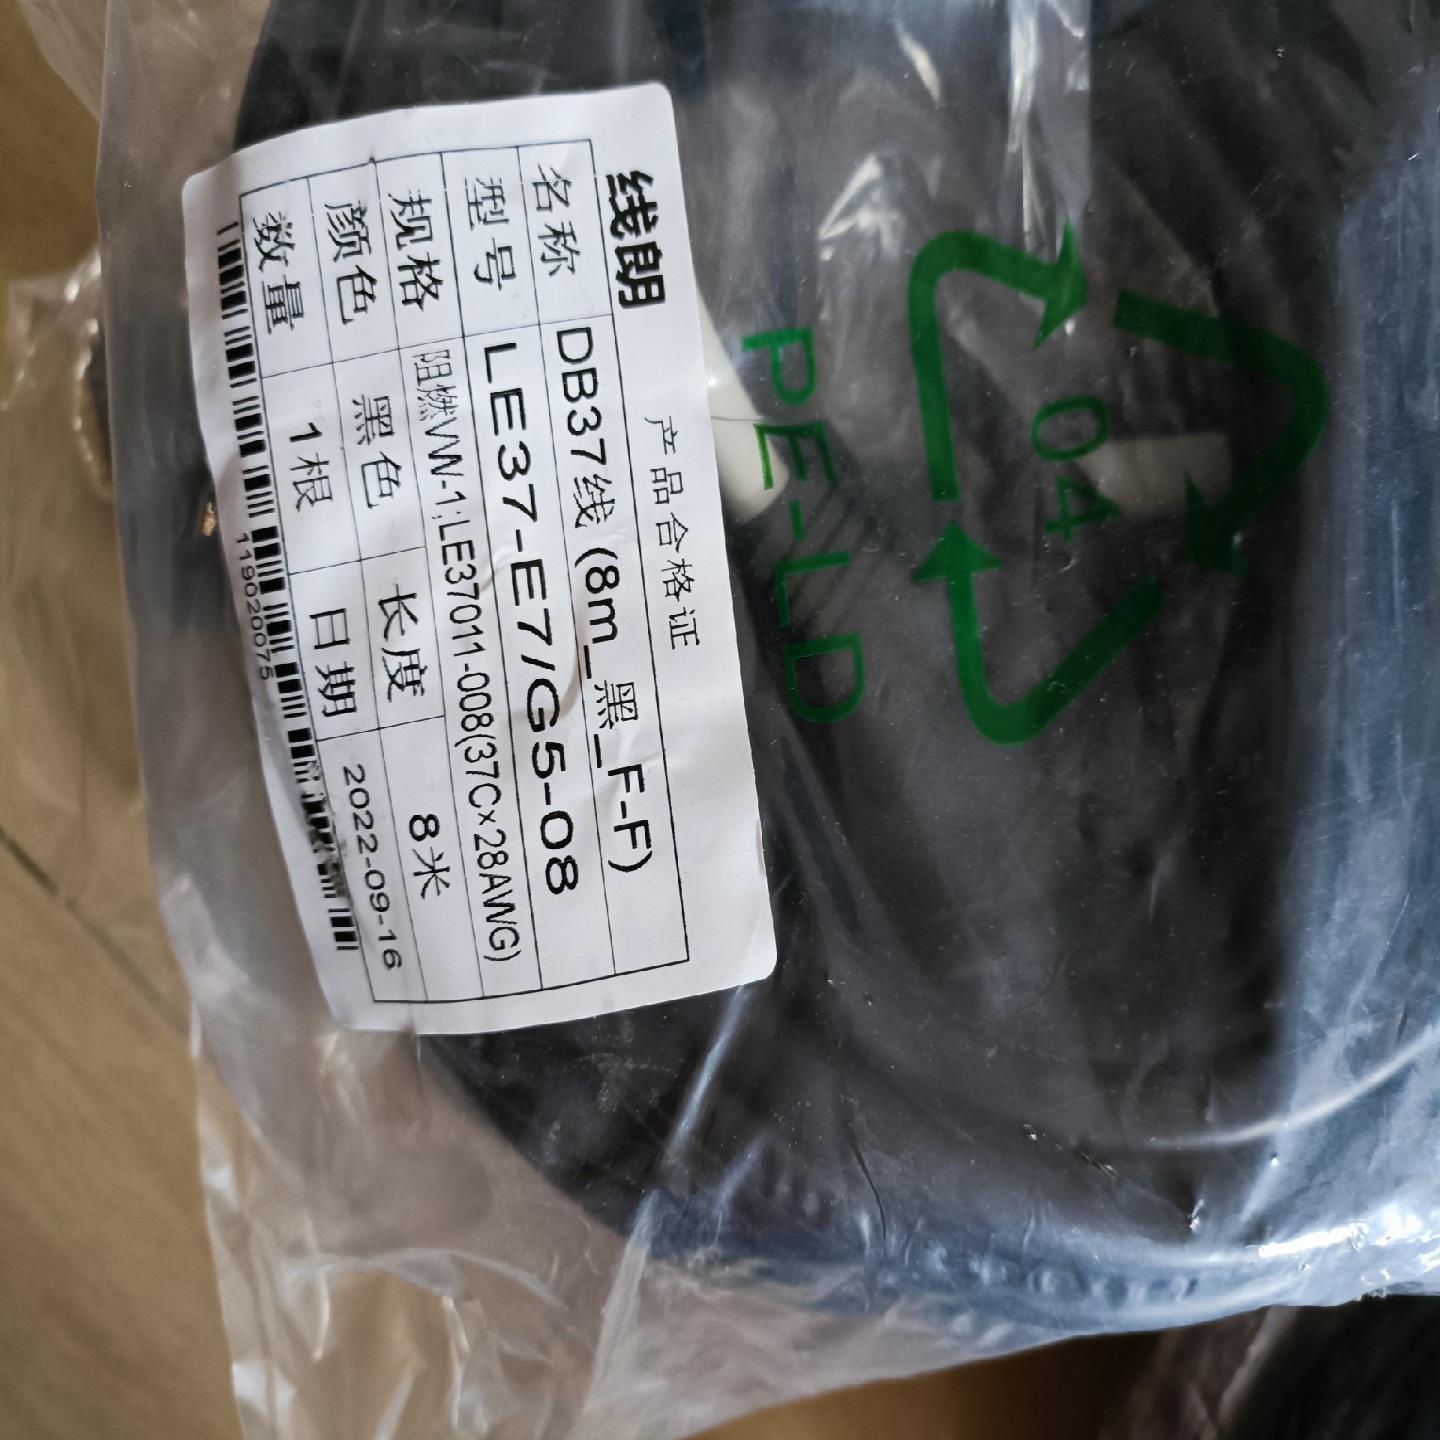 线朗
产品合格证
名称 DB37线 (8m_黑_F-F)
型号 LE37-E7/G5-08
规格 阻燃VW-1;LE37011-008(37C×28AWG)
颜色 黑色 长度 8米
数量 1根 日期 2022-09-16
119020075
04
PE-LD